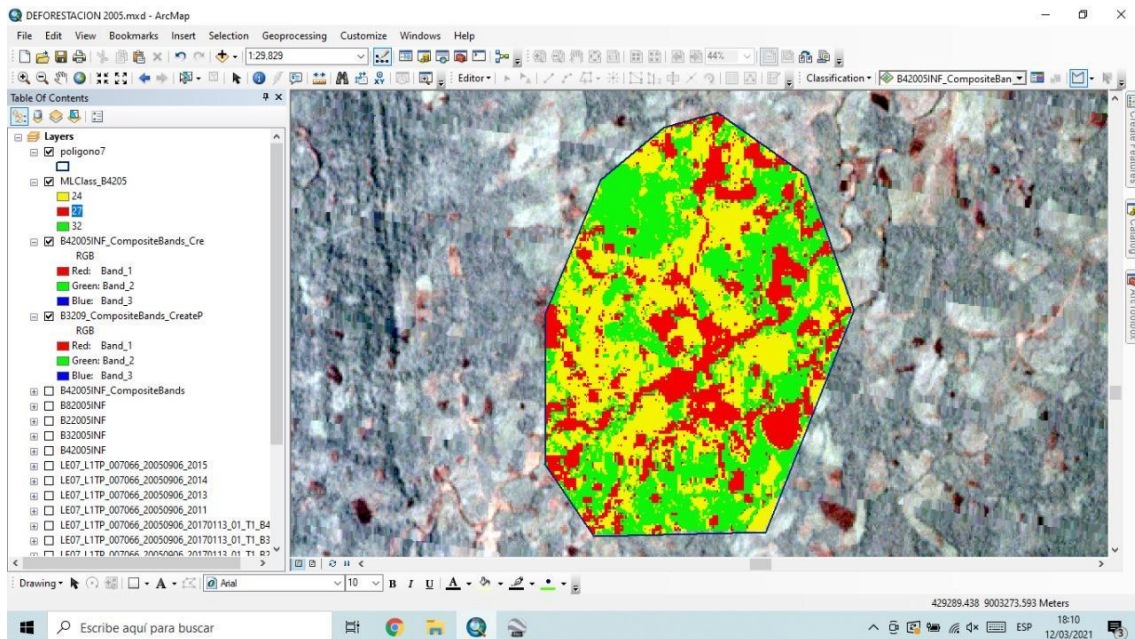 DEFORESTACION 2005.mxd - ArcMap
File Edit View Bookmarks Insert Selection Geoprocessing Customize Windows Help
1:29,829
44%
Editor
Classification
B42005INF_CompositeBan
Table Of Contents
Layers
poligono7
MLClass_B4205
24
27
32
B42005INF_CompositeBands_Cre
RGB
Red: Band_1
Green: Band_2
Blue: Band_3
B3209_CompositeBands_CreateP
RGB
Red: Band_1
Green: Band_2
Blue: Band_3
B42005INF_CompositeBands
B82005INF
B22005INF
B32005INF
B42005INF
LE07_L1TP_007066_20050906_2015
LE07_L1TP_007066_20050906_2014
LE07_L1TP_007066_20050906_2013
LE07_L1TP_007066_20050906_2011
LE07_L1TP_007066_20050906_20170113_01_T1_B4
LE07_L1TP_007066_20050906_20170113_01_T1_B3
LE07_L1TP_007066_20050906_20170113_01_T1_B2
Create Features
Catalog
ArcToolbox
Drawing
A
Arial
10
B I U A
429289.438 9003273.593 Meters
Escribe aquí para buscar
ESP
18:10
12/03/2021
3